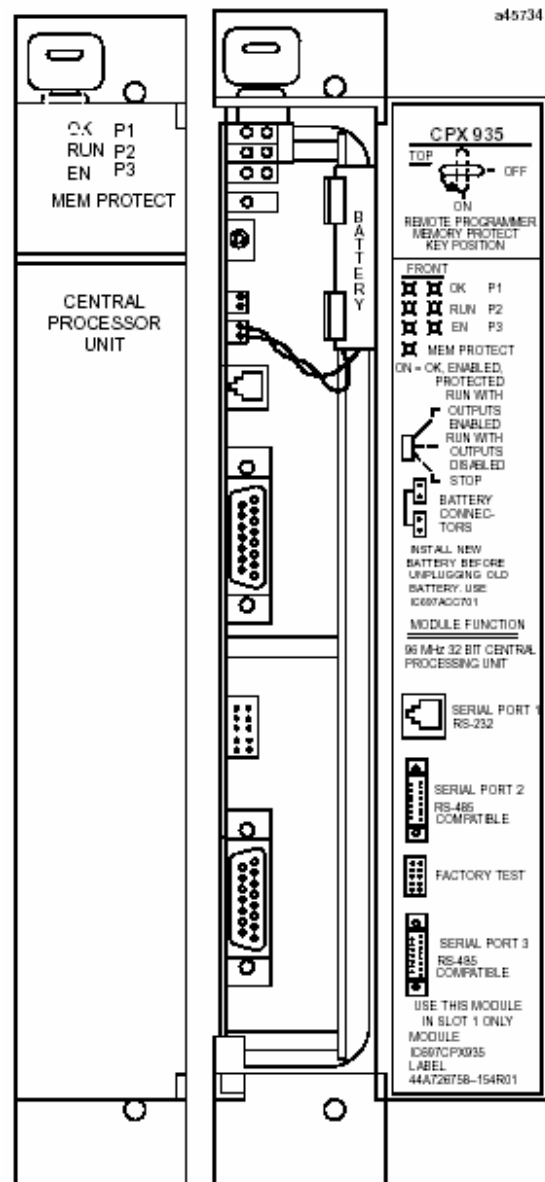 a45734
OK P1
RUN P2
EN P3
MEM PROTECT
CENTRAL
PROCESSOR
UNIT
BATTERY
CPX 935
TOP
OFF
ON
REMOTE PROGRAMMER
MEMORY PROTECT
KEY POSITION
FRONT
OK P1
RUN P2
EN P3
MEM PROTECT
ON = OK, ENABLED,
PROTECTED
RUN WITH
OUTPUTS
ENABLED
RUN WITH
OUTPUTS
DISABLED
STOP
BATTERY
CONNEC-
TORS
INSTALL NEW
BATTERY BEFORE
UNPLUGGING OLD
BATTERY. USE
IC697ACC701
MODULE FUNCTION
96 MHz 32 BIT CENTRAL
PROCESSING UNIT
SERIAL PORT 1
RS-232
SERIAL PORT 2
RS-485
COMPATIBLE
FACTORY TEST
SERIAL PORT 3
RS-485
COMPATIBLE
USE THIS MODULE
IN SLOT 1 ONLY
MODULE
IC697CPX935
LABEL
44A726758-154R01